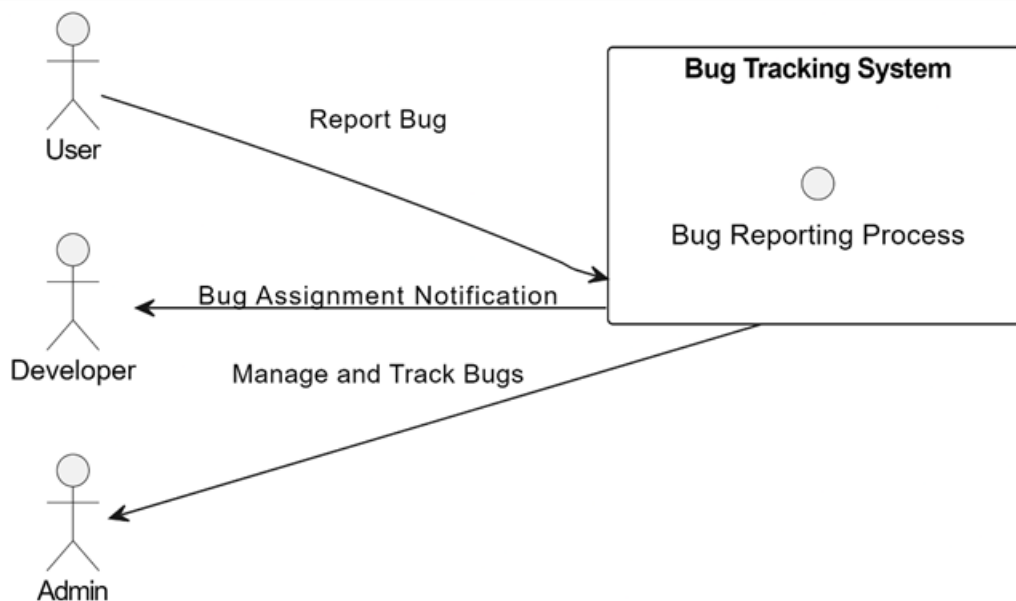 Bug Tracking System
Report Bug
User
Bug Reporting Process
Bug Assignment Notification
Developer
Manage and Track Bugs
Admin